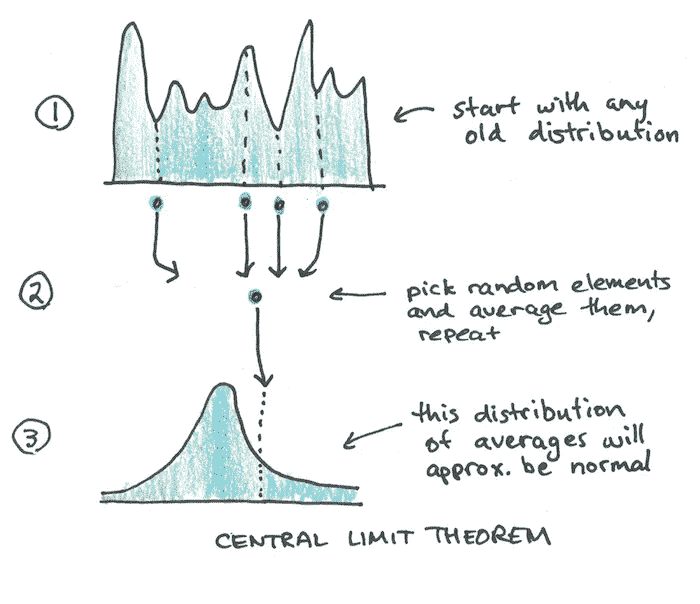 1
start with any
old distribution
2
pick random elements
and average them,
repeat
3
this distribution
of averages will
approx. be normal
CENTRAL LIMIT THEOREM